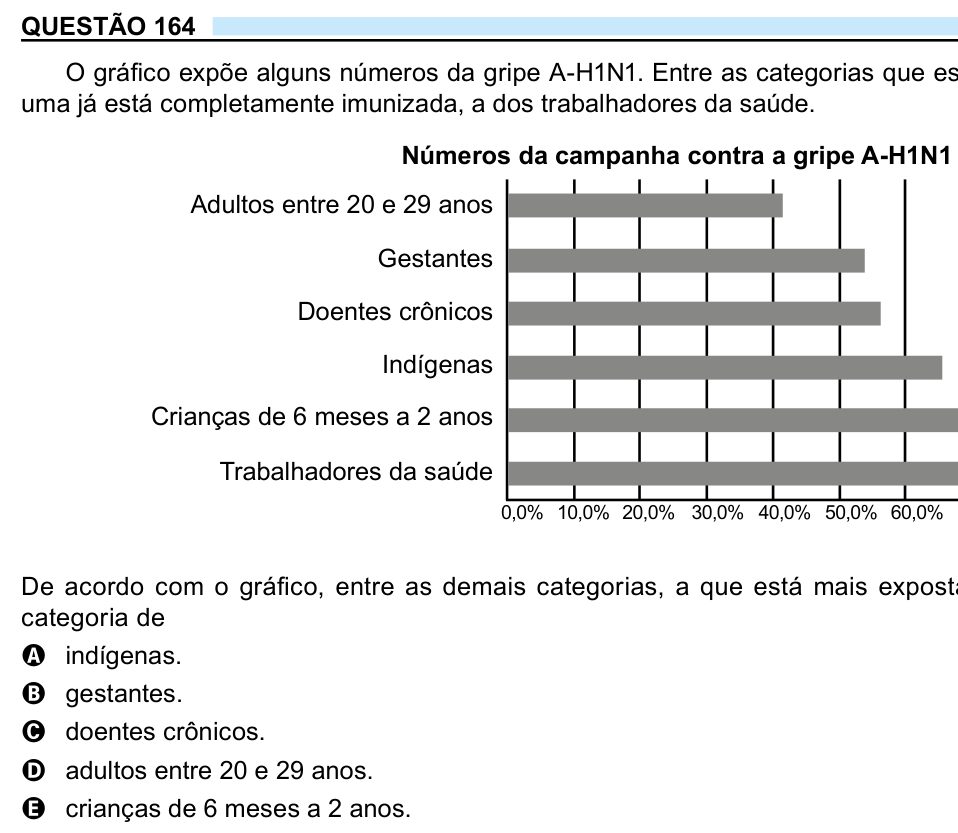 QUESTÃO 164
O gráfico expõe alguns números da gripe A-H1N1. Entre as categorias que
uma já está completamente imunizada, a dos trabalhadores da saúde.
Números da campanha contra a gripe A-H1N1
Adultos entre 20 e 29 anos
Gestantes
Doentes crônicos
Indígenas
Crianças de 6 meses a 2 anos
Trabalhadores da saúde
0,0% 10,0% 20,0% 30,0% 40,0% 50,0% 60,0%
De acordo com o gráfico, entre as demais categorias, a que está mais
categoria de
A indígenas.
B gestantes.
C doentes crônicos.
D adultos entre 20 e 29 anos.
E crianças de 6 meses a 2 anos.